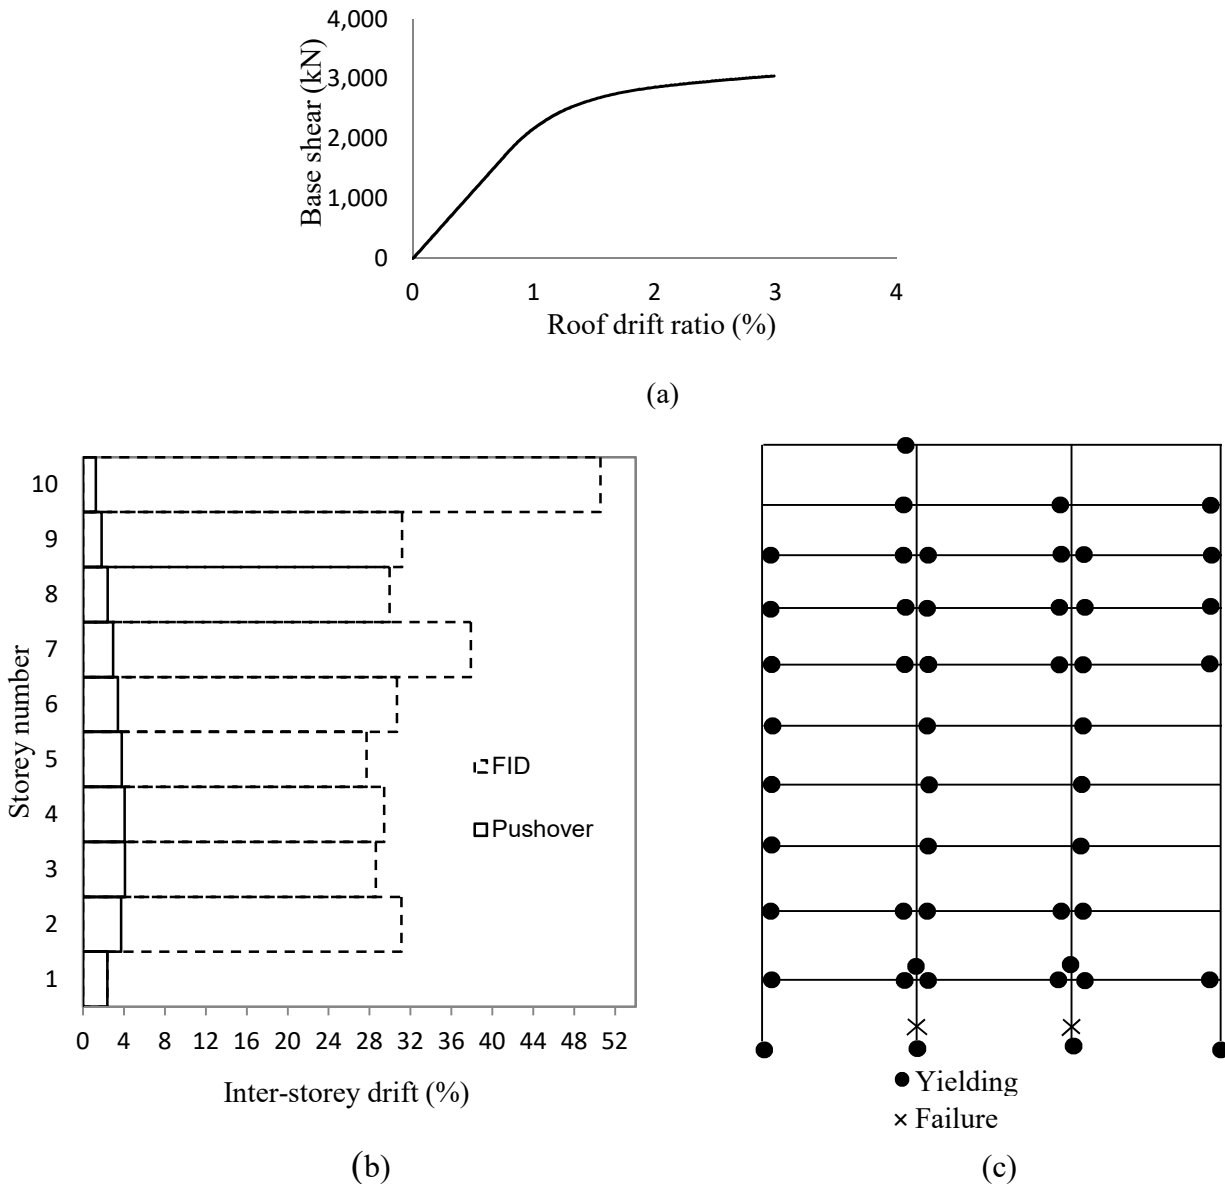 4,000
3,000
2,000
1,000
0
Base shear (kN)
0 1 2 3 4
Roof drift ratio (%)
(a)
10
9
8
7
6
5
4
3
2
1
Storey number
FID
Pushover
0 4 8 12 16 20 24 28 32 36 40 44 48 52
Inter-storey drift (%)
(b)
Yielding
Failure
(c)